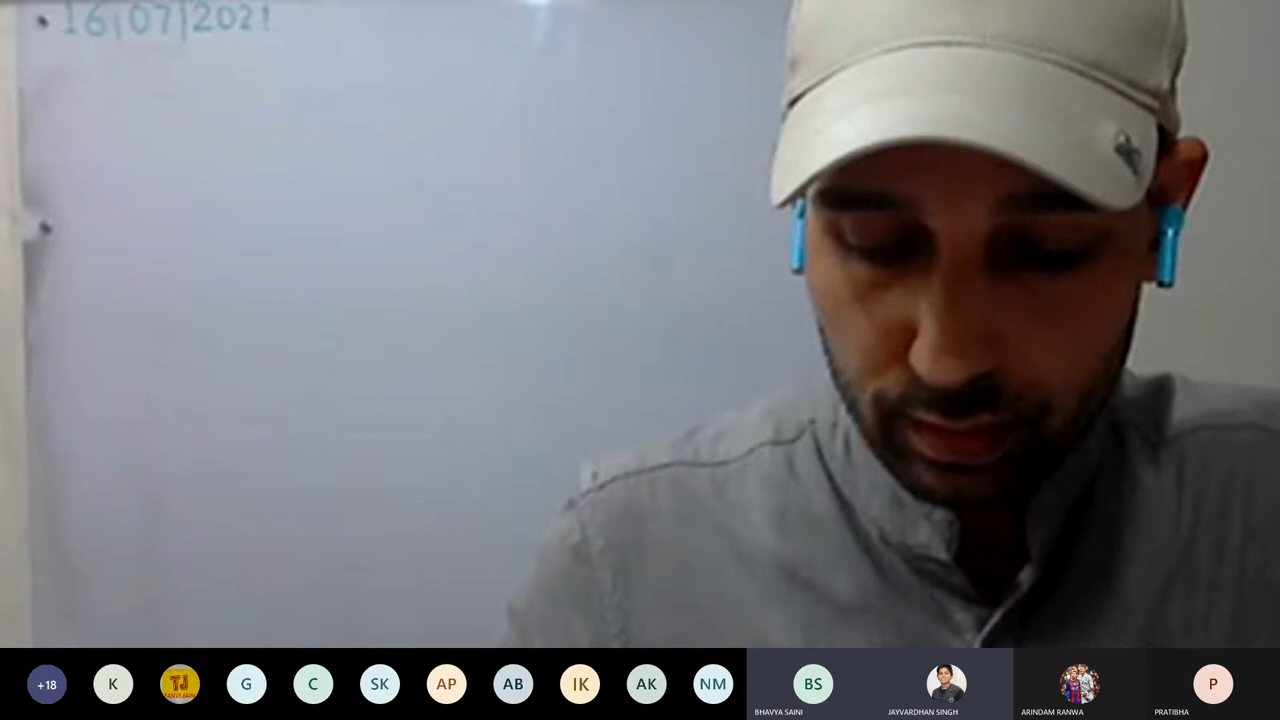 16/07/2021
+18
K
TJ
G
C
SK
AP
AB
IK
AK
NM
BS
P
BHAVYA SAINI
JAYVARDHAN SINGH
ARINDAM RANWA
PRATIBHA